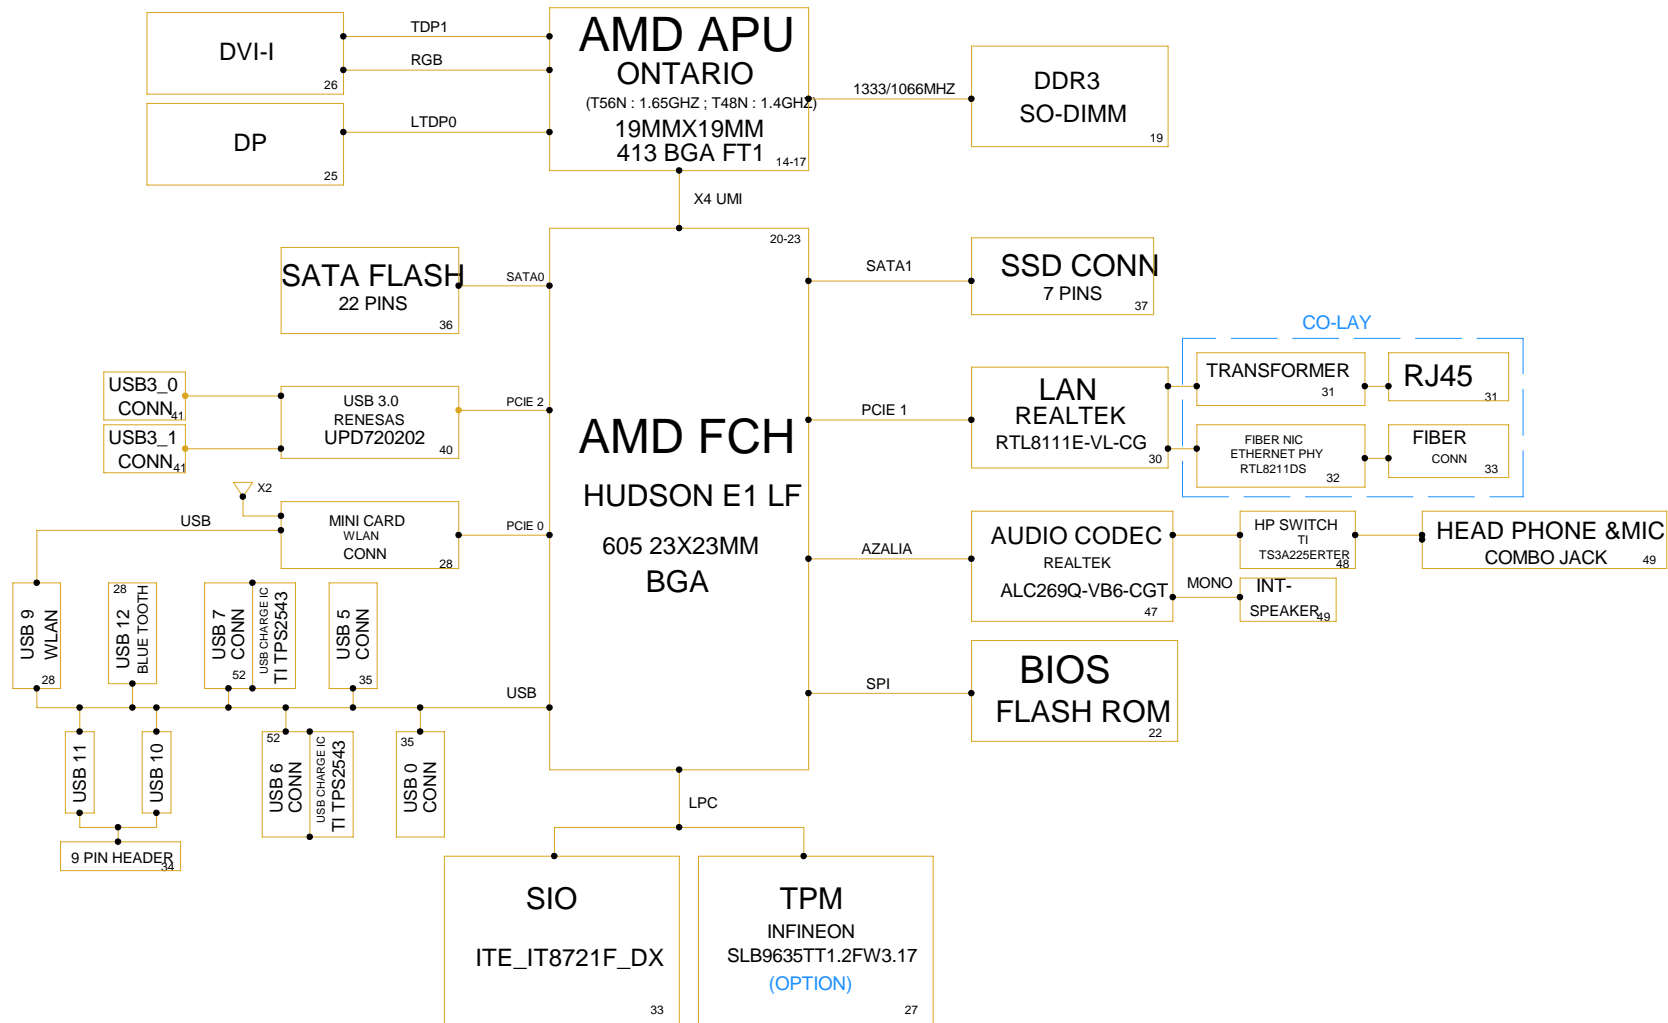 DVI-I
26
TDP1
RGB
DP
25
LTDP0
AMD APU
ONTARIO
(T56N : 1.65GHZ ; T48N : 1.4GHZ)
19MMX19MM
413 BGA FT1
14-17
1333/1066MHZ
DDR3
SO-DIMM
19
X4 UMI
20-23
AMD FCH
HUDSON E1 LF
605 23X23MM
BGA
SATA FLASH
22 PINS
36
SATA0
SATA1
SSD CONN
7 PINS
37
USB3_0
CONN
41
USB3_1
CONN
41
USB 3.0
RENESAS
UPD720202
40
PCIE 2
PCIE 1
LAN
REALTEK
RTL8111E-VL-CG
30
CO-LAY
TRANSFORMER
31
RJ45
31
FIBER NIC
ETHERNET PHY
RTL8211DS
32
FIBER
CONN
33
X2
USB
MINI CARD
WLAN
CONN
28
PCIE 0
AZALIA
AUDIO CODEC
REALTEK
ALC269Q-VB6-CGT
47
HP SWITCH
TI
TS3A225ERTER
48
HEAD PHONE &MIC
COMBO JACK
49
MONO
INT-
SPEAKER
49
USB 9
WLAN
28
28
USB 12
BLUE TOOTH
USB 7
CONN
52
USB CHARGE IC
TI TPS2543
USB 5
CONN
35
USB
SPI
BIOS
FLASH ROM
22
USB 11
USB 10
9 PIN HEADER
34
52
USB 6
CONN
USB CHARGE IC
TI TPS2543
35
USB 0
CONN
LPC
SIO
ITE_IT8721F_DX
33
TPM
INFINEON
SLB9635TT1.2FW3.17
(OPTION)
27